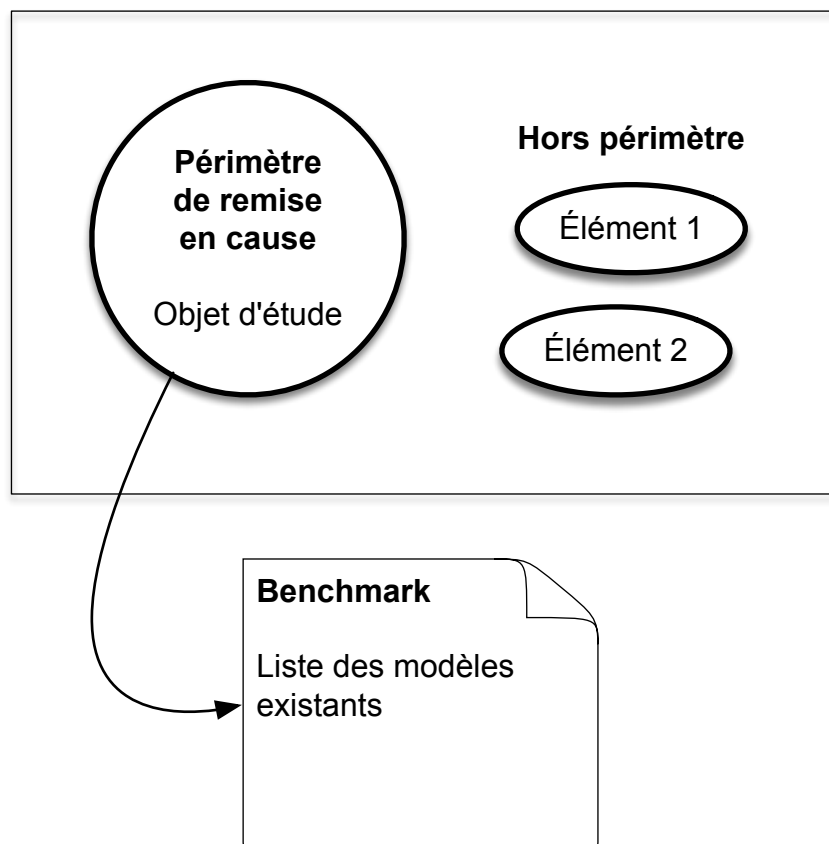 Périmètre
de remise
en cause
Objet d'étude
Hors périmètre
Élément 1
Élément 2
Benchmark
Liste des modèles
existants